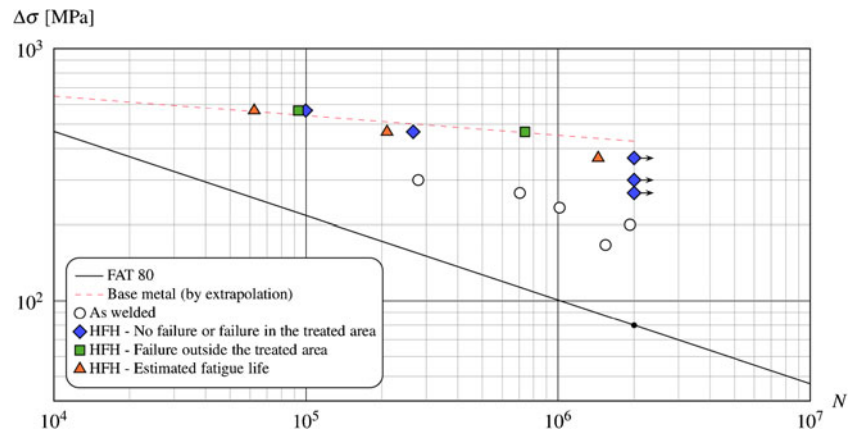 Δσ [MPa]
10³
10²
FAT 80
Base metal (by extrapolation)
As welded
HFH - No failure or failure in the treated area
HFH - Failure outside the treated area
HFH - Estimated fatigue life
10⁴ 10⁵ 10⁶ 10⁷
N